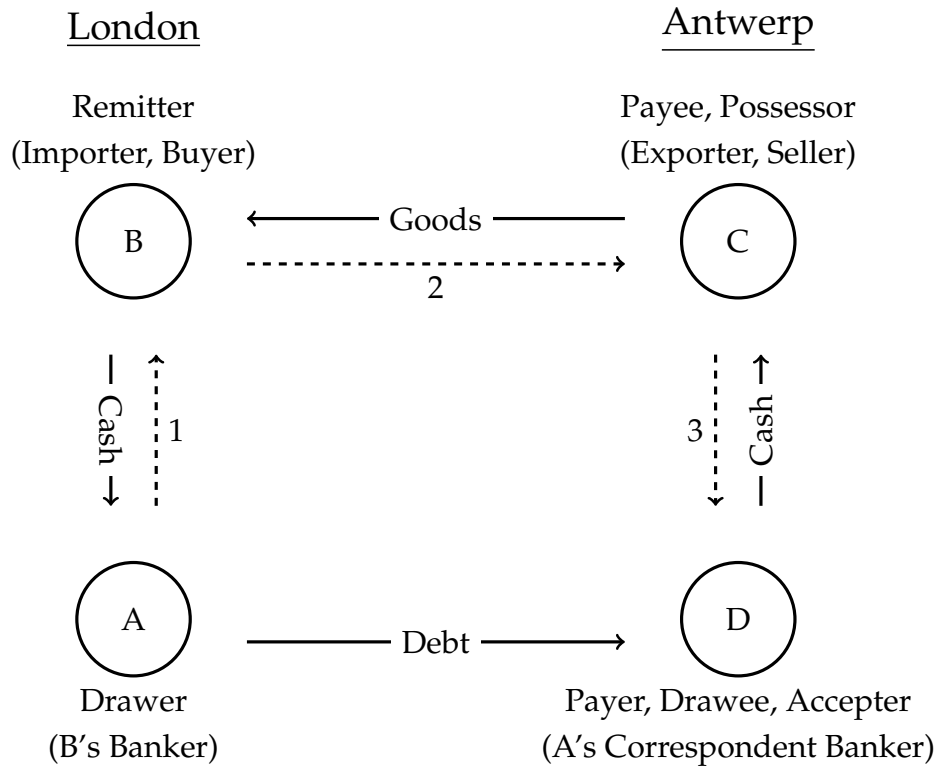 London
Antwerp
Remitter
(Importer, Buyer)
Payee, Possessor
(Exporter, Seller)
B
Goods
C
2
Cash
1
3
Cash
A
Debt
D
Drawer
(B's Banker)
Payer, Drawee, Accepter
(A's Correspondent Banker)